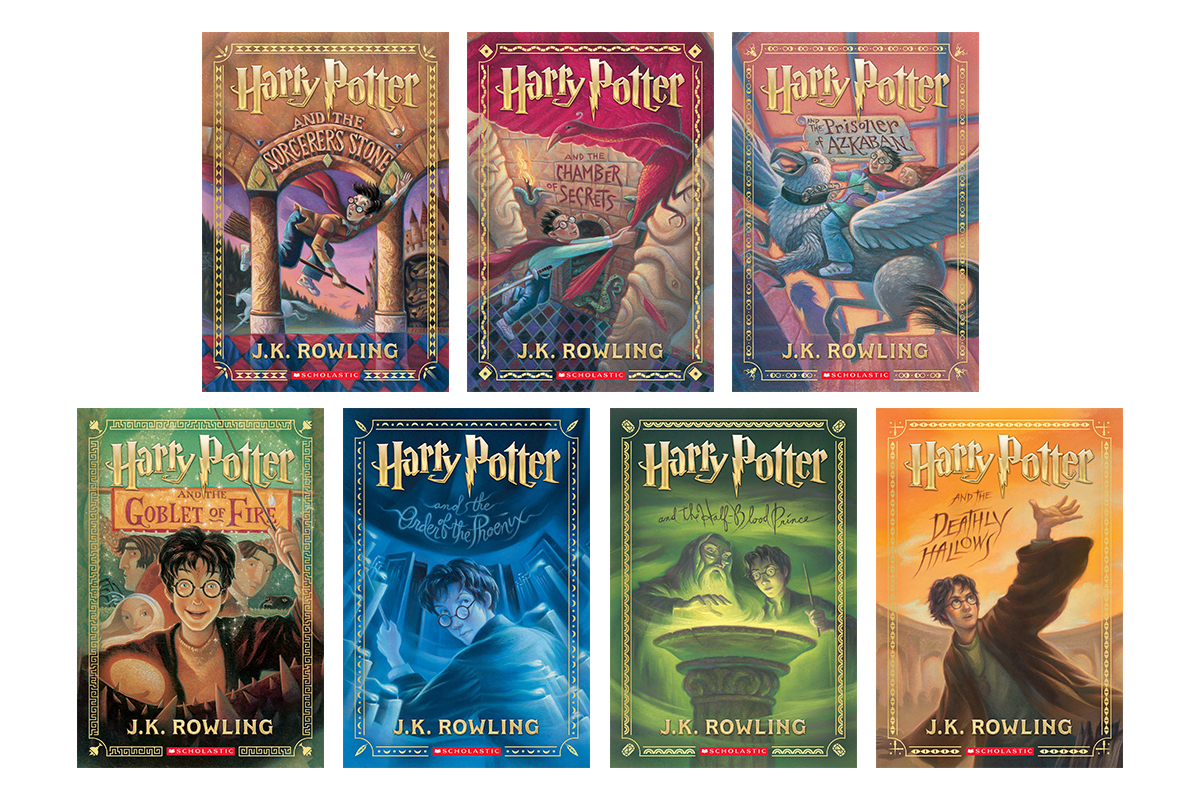 Harry Potter
AND THE
SORCERER'S STONE
J.K. ROWLING
SCHOLASTIC
Harry Potter
AND THE
CHAMBER
OF SECRETS
J.K. ROWLING
SCHOLASTIC
Harry Potter
AND THE Prisoner
of AZKABAN
J.K. ROWLING
SCHOLASTIC
Harry Potter
AND THE
GOBLET OF FIRE
J.K. ROWLING
SCHOLASTIC
Harry Potter
and the
Order of the Phoenix
J.K. ROWLING
SCHOLASTIC
Harry Potter
and the Half-Blood Prince
J.K. ROWLING
SCHOLASTIC
Harry Potter
AND THE
DEATHLY
HALLOWS
J.K. ROWLING
SCHOLASTIC